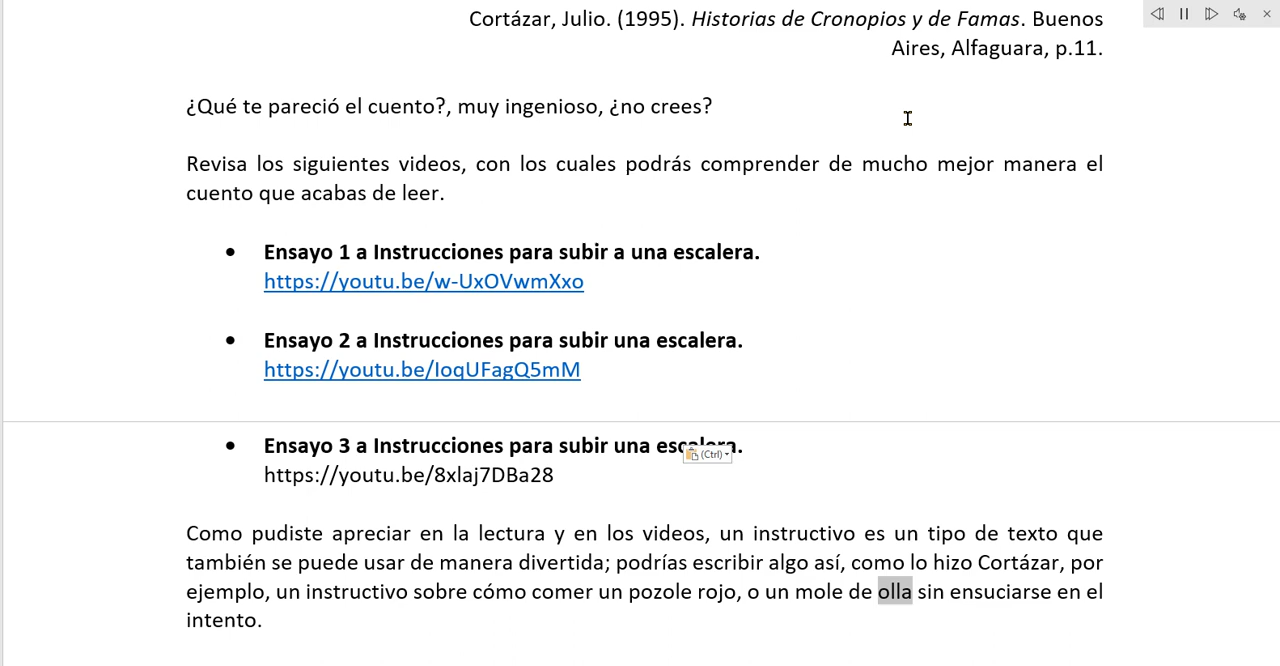 Cortázar, Julio. (1995). Historias de Cronopios y de Famas. Buenos
Aires, Alfaguara, p.11.
¿Qué te pareció el cuento?, muy ingenioso, ¿no crees?
Revisa los siguientes videos, con los cuales podrás comprender de mucho mejor manera el
cuento que acabas de leer.
• Ensayo 1 a Instrucciones para subir a una escalera.
https://youtu.be/w-UxOVwmXxo
• Ensayo 2 a Instrucciones para subir una escalera.
https://youtu.be/IoqUFagQ5mM
• Ensayo 3 a Instrucciones para subir una escalera.
(Ctrl)
https://youtu.be/8xlaj7DBa28
Como pudiste apreciar en la lectura y en los videos, un instructivo es un tipo de texto que
también se puede usar de manera divertida; podrías escribir algo así, como lo hizo Cortázar, por
ejemplo, un instructivo sobre cómo comer un pozole rojo, o un mole de olla sin ensuciarse en el
intento.